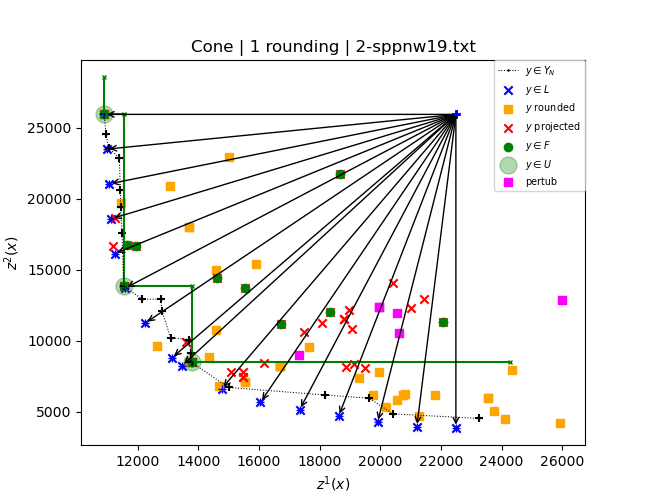 Cone | 1 rounding | 2-sppnw19.txt
y ∈ Y_N
y ∈ L
y rounded
y projected
y ∈ F
y ∈ U
pertub
z²(x)
25000
20000
15000
10000
5000
12000 14000 16000 18000 20000 22000 24000 26000
z¹(x)